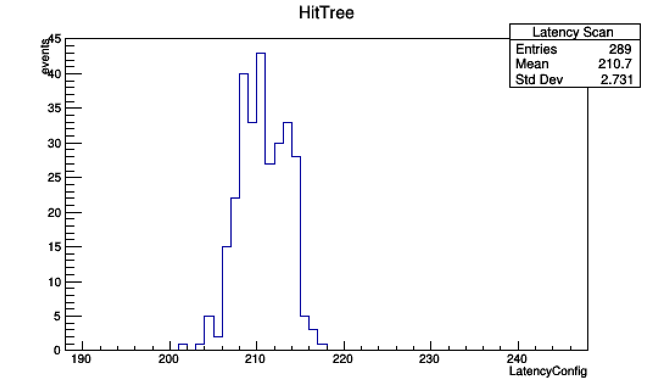 HitTree
Latency Scan
Entries 289
Mean 210.7
Std Dev 2.731
events
45
40
35
30
25
20
15
10
5
0
190 200 210 220 230 240
LatencyConfig